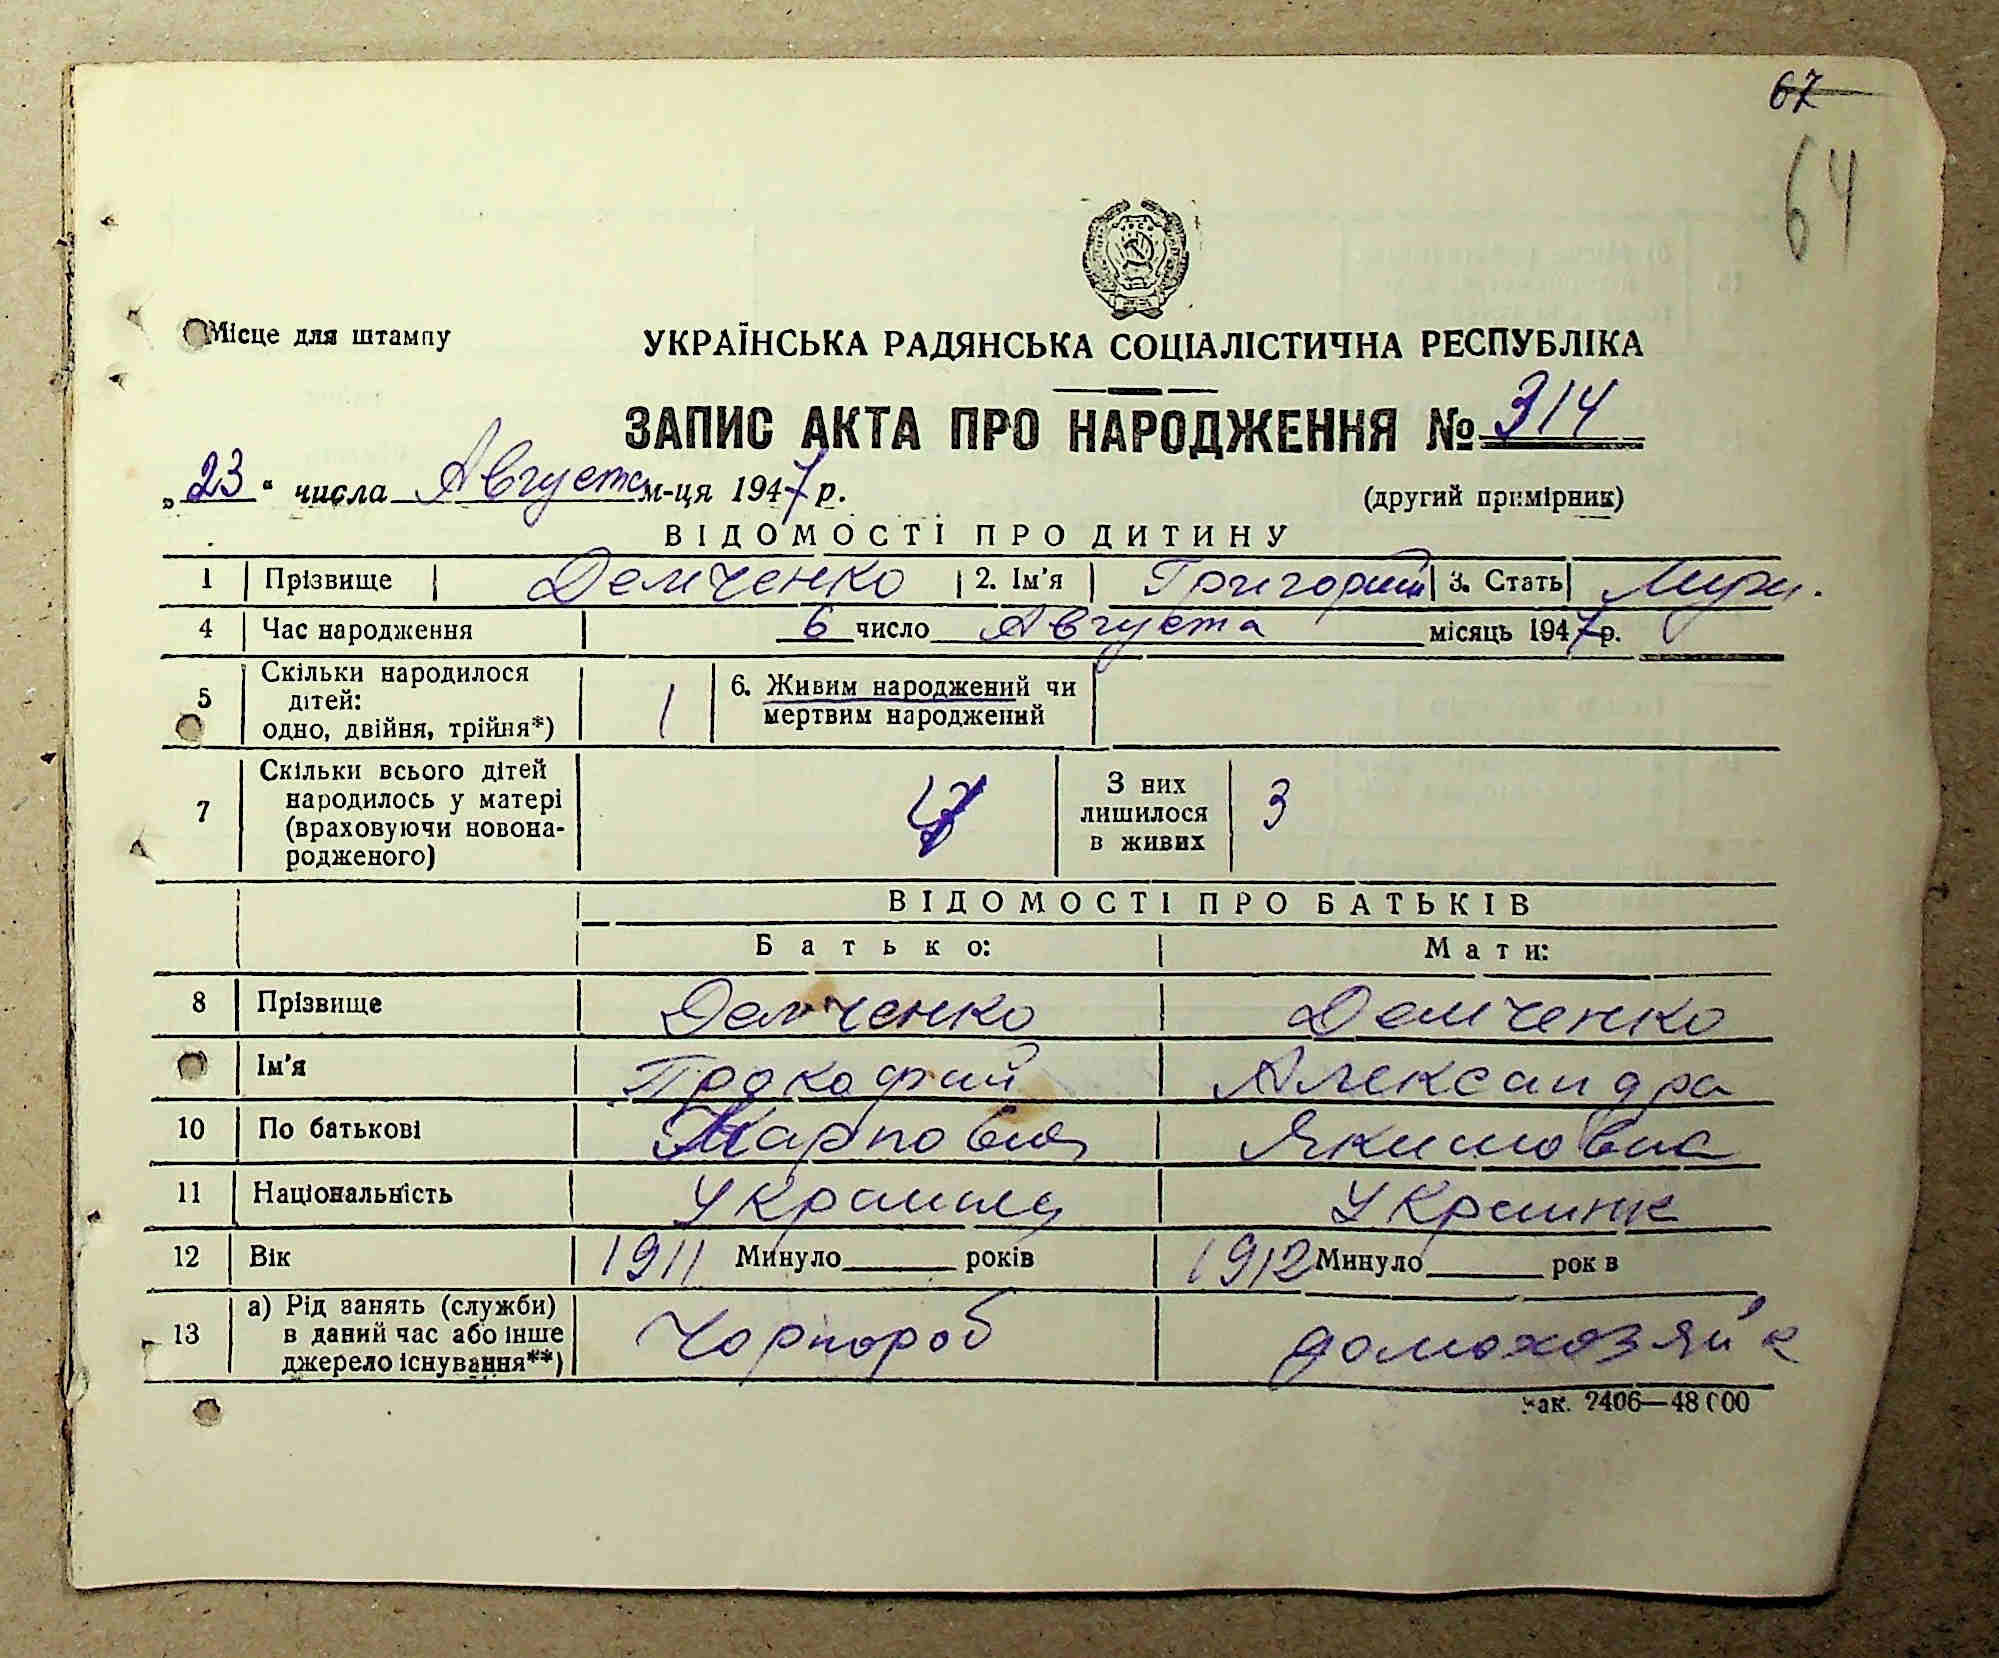 67
64
Місце для штампу
УКРАЇНСЬКА РАДЯНСЬКА СОЦІАЛІСТИЧНА РЕСПУБЛІКА
ЗАПИС АКТА ПРО НАРОДЖЕННЯ № 314
„23“ числа Августа м-ця 1947 р.
(другий примірник)
ВІДОМОСТІ ПРО ДИТИНУ
1 Прізвище Демченко 2. Ім'я Григорий 3. Стать Муж.
4 Час народження 6 число Августа місяць 1947 р.
5 Скільки народилося дітей: одно, двійня, трійня*) 1 6. Живим народжений чи мертвим народжений
7 Скільки всього дітей народилось у матері (враховуючи новонародженого) З них лишилося в живих 3
ВІДОМОСТІ ПРО БАТЬКІВ
Батько: Мати:
8 Прізвище Демченко Демченко
Ім'я Прокофий Александра
10 По батькові Карпович Якимовна
11 Національність Украинец Украинка
12 Вік 1911 Минуло років 1912 Минуло рок в
13 а) Рід занять (служби) в даний час або інше джерело існування**) Чорнороб домохозяйка
Зак. 2406—48000